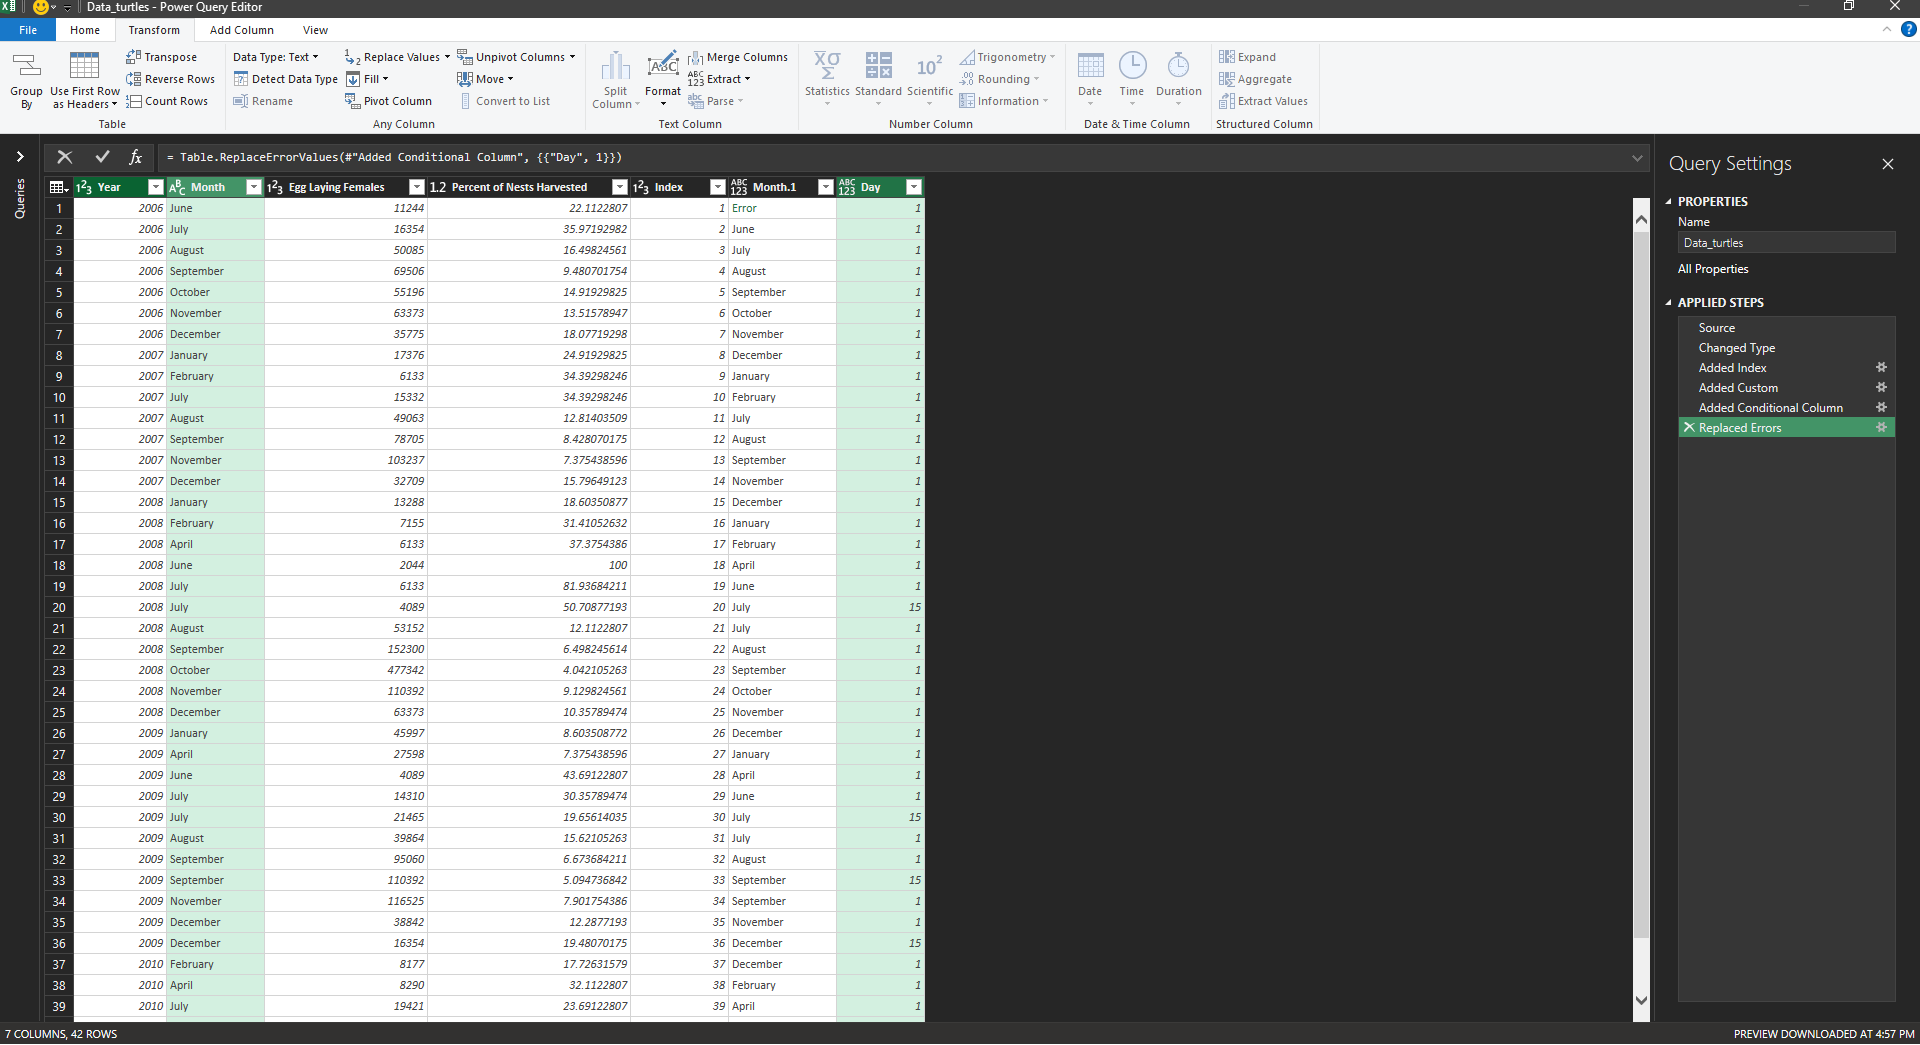 Data_turtles - Power Query Editor
File Home Transform Add Column View
Group By
Use First Row as Headers
Transpose
Reverse Rows
Count Rows
Table
Data Type: Text
Detect Data Type
Rename
Replace Values
Fill
Pivot Column
Unpivot Columns
Move
Convert to List
Any Column
Split Column
Format
Merge Columns
Extract
Parse
Text Column
Statistics
Standard
Scientific
Trigonometry
Rounding
Information
Number Column
Date
Time
Duration
Date & Time Column
Expand
Aggregate
Extract Values
Structured Column
Queries
= Table.ReplaceErrorValues(#"Added Conditional Column", {{"Day", 1}})
Year Month Egg Laying Females 1.2 Percent of Nests Harvested Index Month.1 Day
1 2006 June 11244 22.1122807 1 Error 1
2 2006 July 16354 35.97192982 2 June 1
3 2006 August 50085 16.49824561 3 July 1
4 2006 September 69506 9.480701754 4 August 1
5 2006 October 55196 14.91929825 5 September 1
6 2006 November 63373 13.51578947 6 October 1
7 2006 December 35775 18.07719298 7 November 1
8 2007 January 17376 24.91929825 8 December 1
9 2007 February 6133 34.39298246 9 January 1
10 2007 July 15332 34.39298246 10 February 1
11 2007 August 49063 12.81403509 11 July 1
12 2007 September 78705 8.428070175 12 August 1
13 2007 November 103237 7.375438596 13 September 1
14 2007 December 32709 15.79649123 14 November 1
15 2008 January 13288 18.60350877 15 December 1
16 2008 February 7155 31.41052632 16 January 1
17 2008 April 6133 37.3754386 17 February 1
18 2008 June 2044 100 18 April 1
19 2008 July 6133 81.93684211 19 June 1
20 2008 July 4089 50.70877193 20 July 15
21 2008 August 53152 12.1122807 21 July 1
22 2008 September 152300 6.498245614 22 August 1
23 2008 October 477342 4.042105263 23 September 1
24 2008 November 110392 9.129824561 24 October 1
25 2008 December 63373 10.35789474 25 November 1
26 2009 January 45997 8.603508772 26 December 1
27 2009 April 27598 7.375438596 27 January 1
28 2009 June 4089 43.69122807 28 April 1
29 2009 July 14310 30.35789474 29 June 1
30 2009 July 21465 19.65614035 30 July 15
31 2009 August 39864 15.62105263 31 July 1
32 2009 September 95060 6.673684211 32 August 1
33 2009 September 110392 5.094736842 33 September 15
34 2009 November 116525 7.901754386 34 September 1
35 2009 December 38842 12.2877193 35 November 1
36 2009 December 16354 19.48070175 36 December 15
37 2010 February 8177 17.72631579 37 December 1
38 2010 April 8290 32.1122807 38 February 1
39 2010 July 19421 23.69122807 39 April 1
Query Settings
PROPERTIES
Name
Data_turtles
All Properties
APPLIED STEPS
Source
Changed Type
Added Index
Added Custom
Added Conditional Column
Replaced Errors
7 COLUMNS, 42 ROWS
PREVIEW DOWNLOADED AT 4:57 PM